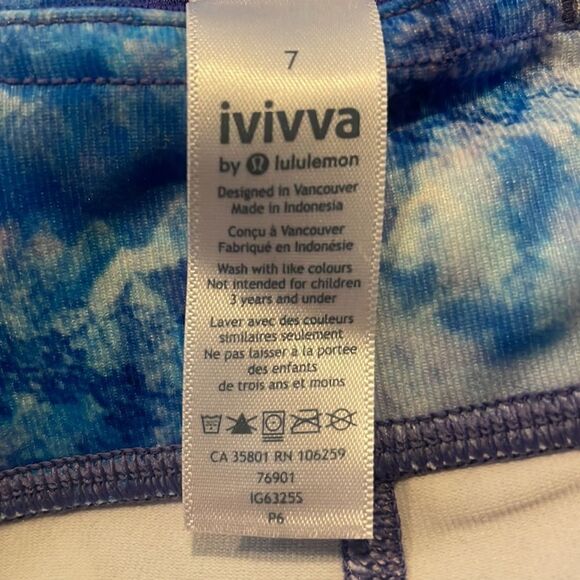 7
ivivva
by lululemon
Designed in Vancouver
Made in Indonesia
Conçu à Vancouver
Fabriqué en Indonésie
Wash with like colours
Not intended for children
3 years and under
Laver avec des couleurs
similaires seulement
Ne pas laisser à la portée
des enfants
de trois ans et moins
CA 35801 RN 106259
76901
IG6325S
P6